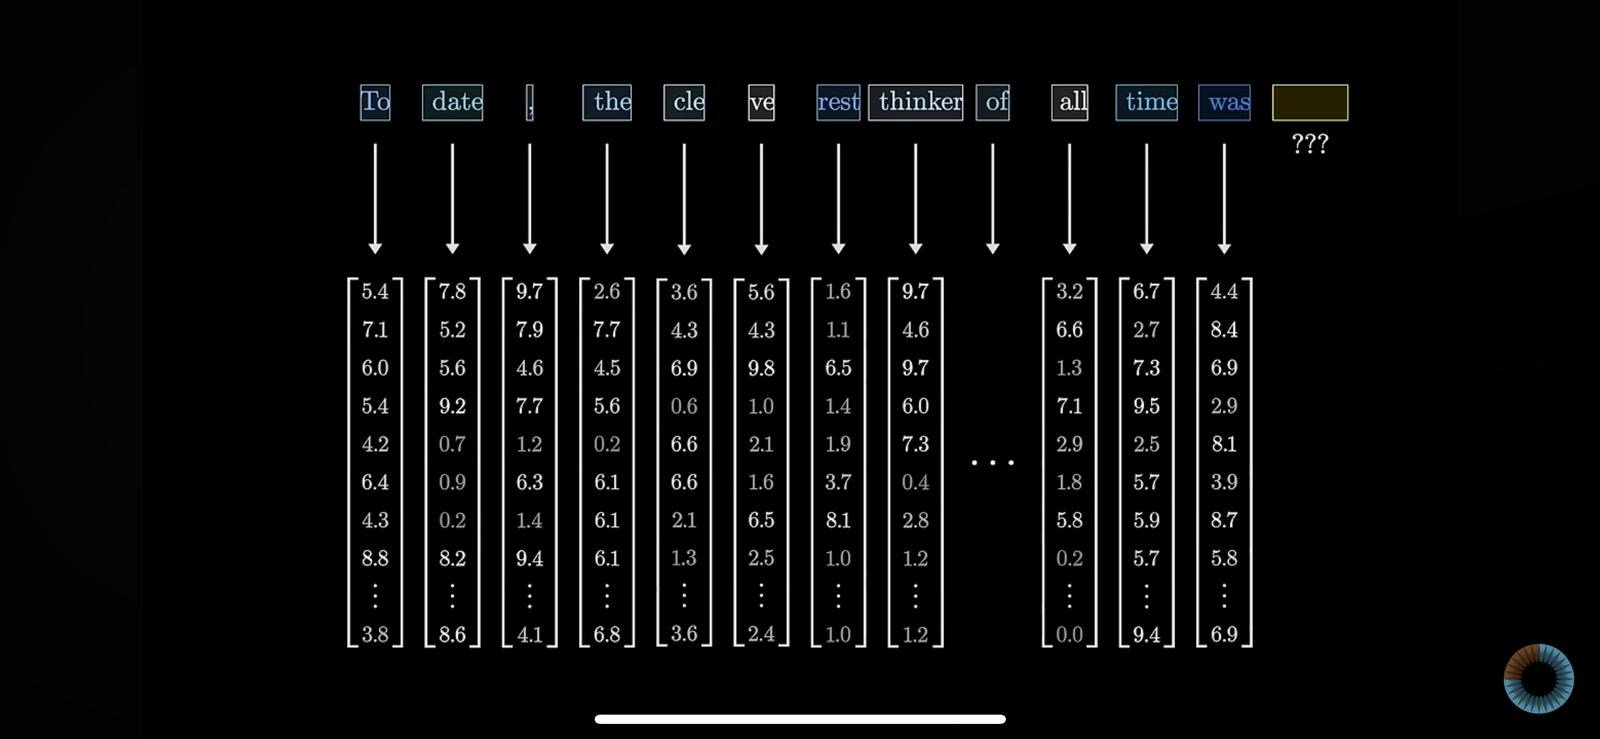 To date , the cle ve rest thinker of all time was
???
5.4 7.8 9.7 2.6 3.6 5.6 1.6 9.7 3.2 6.7 4.4
7.1 5.2 7.9 7.7 4.3 4.3 1.1 4.6 6.6 2.7 8.4
6.0 5.6 4.6 4.5 6.9 9.8 6.5 9.7 1.3 7.3 6.9
5.4 9.2 7.7 5.6 0.6 1.0 1.4 6.0 7.1 9.5 2.9
4.2 0.7 1.2 0.2 6.6 2.1 1.9 7.3 ... 2.9 2.5 8.1
6.4 0.9 6.3 6.1 6.6 1.6 3.7 0.4 1.8 5.7 3.9
4.3 0.2 1.4 6.1 2.1 6.5 8.1 2.8 5.8 5.9 8.7
8.8 8.2 9.4 6.1 1.3 2.5 1.0 1.2 0.2 5.7 5.8
⋮ ⋮ ⋮ ⋮ ⋮ ⋮ ⋮ ⋮ ⋮ ⋮ ⋮
3.8 8.6 4.1 6.8 3.6 2.4 1.0 1.2 0.0 9.4 6.9